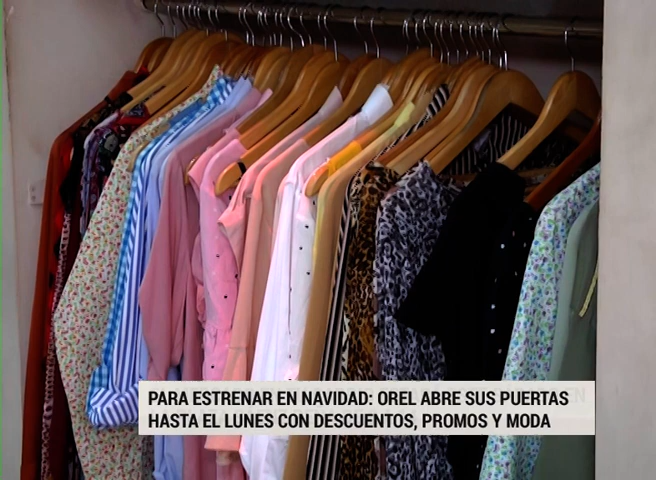 PARA ESTRENAR EN NAVIDAD: OREL ABRE SUS PUERTAS
HASTA EL LUNES CON DESCUENTOS, PROMOS Y MODA